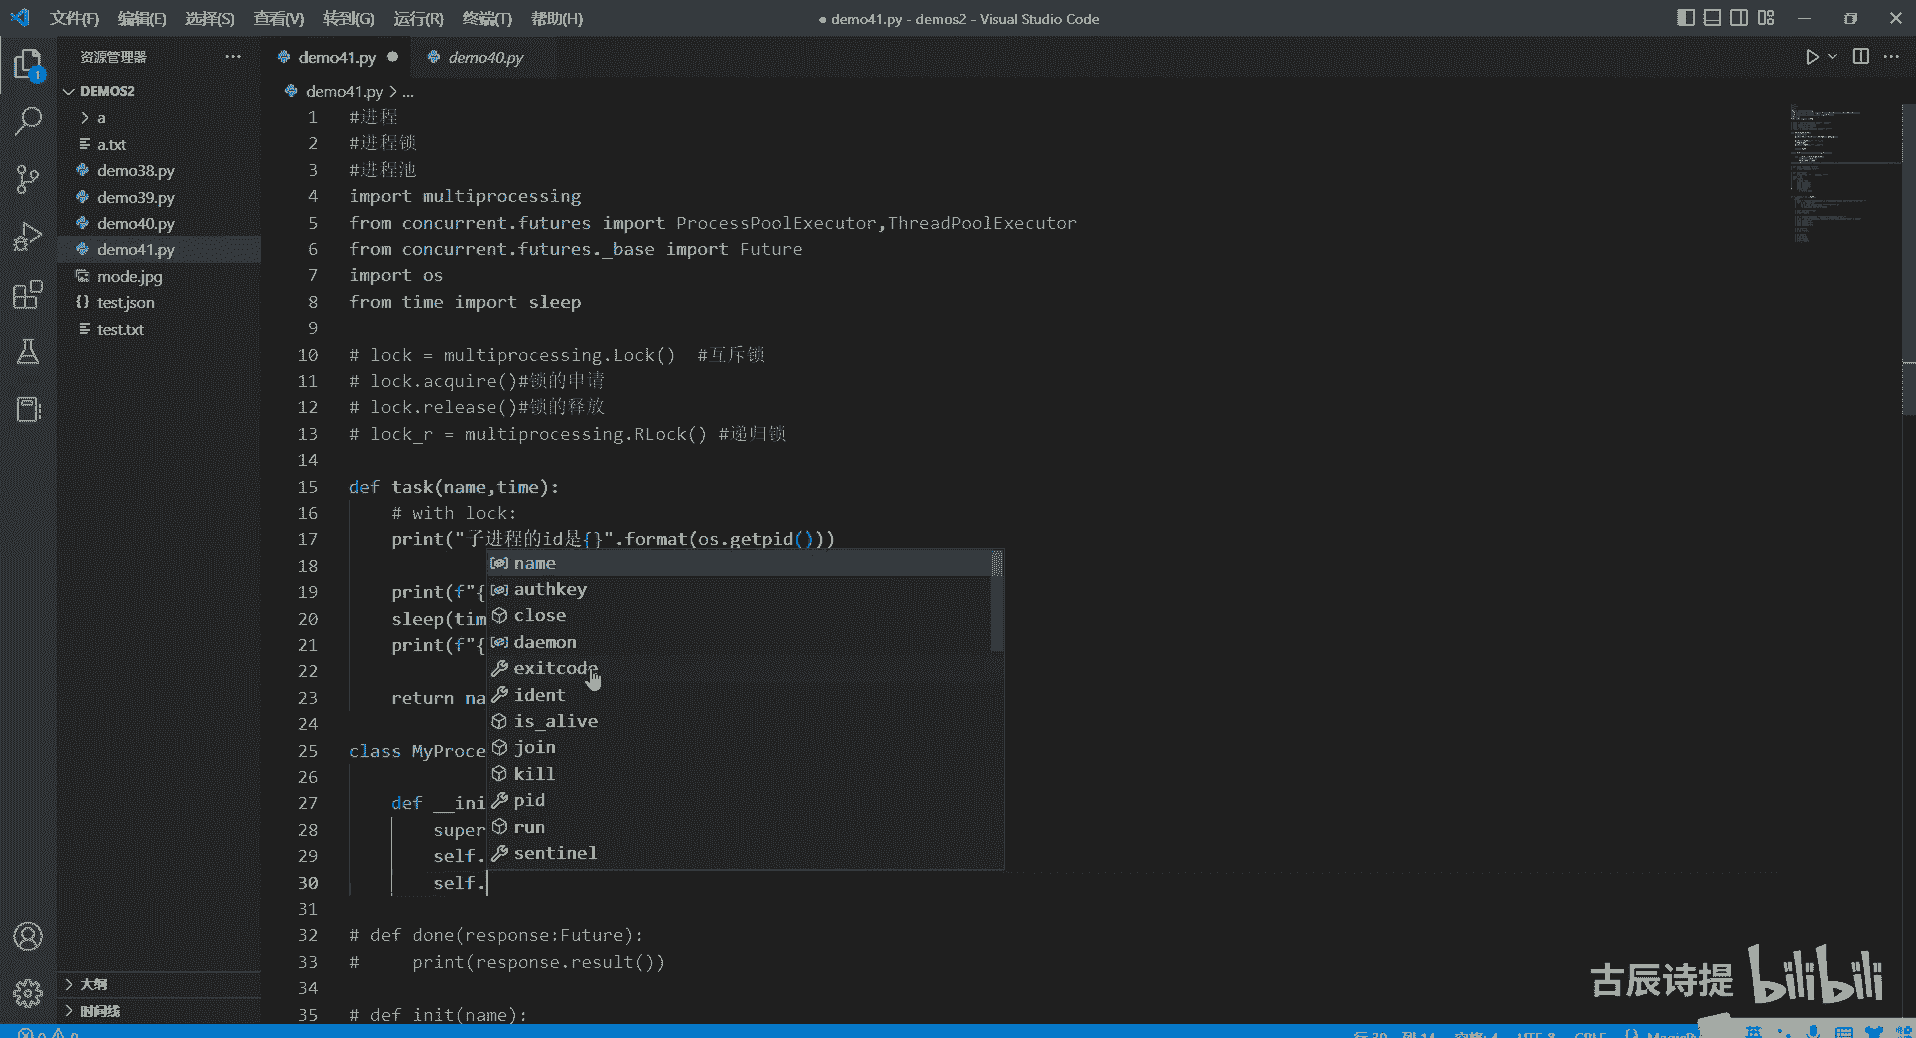 文件(F) 编辑(E) 选择(S) 查看(V) 转到(G) 运行(R) 终端(T) 帮助(H)
● demo41.py - demos2 - Visual Studio Code
资源管理器
demo41.py
demo40.py
DEMOS2
demo41.py > ...
a
a.txt
demo38.py
demo39.py
demo40.py
demo41.py
mode.jpg
test.json
test.txt
1 #进程
2 #进程锁
3 #进程池
4 import multiprocessing
5 from concurrent.futures import ProcessPoolExecutor,ThreadPoolExecutor
6 from concurrent.futures._base import Future
7 import os
8 from time import sleep
9
10 # lock = multiprocessing.Lock()  #互斥锁
11 # lock.acquire()#锁的申请
12 # lock.release()#锁的释放
13 # lock_r = multiprocessing.RLock() #递归锁
14
15 def task(name,time):
16 # with lock:
17 print("子进程的id是{}".format(os.getpid()))
18
19 print(f"{
20 sleep(tim
21 print(f"{
22
23 return na
24
25 class MyProce
26
27 def __ini
28 super
29 self.
30 self.
31
32 # def done(response:Future):
33 #     print(response.result())
34
35 # def init(name):
name
authkey
close
daemon
exitcode
ident
is_alive
join
kill
pid
run
sentinel
大纲
时间线
古辰诗提 bilibili
英